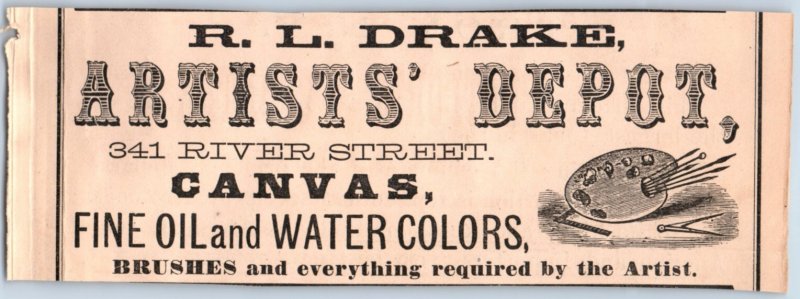 R. L. DRAKE,
ARTISTS' DEPOT,
341 RIVER STREET.
CANVAS,
FINE OIL and WATER COLORS,
BRUSHES and everything required by the Artist.